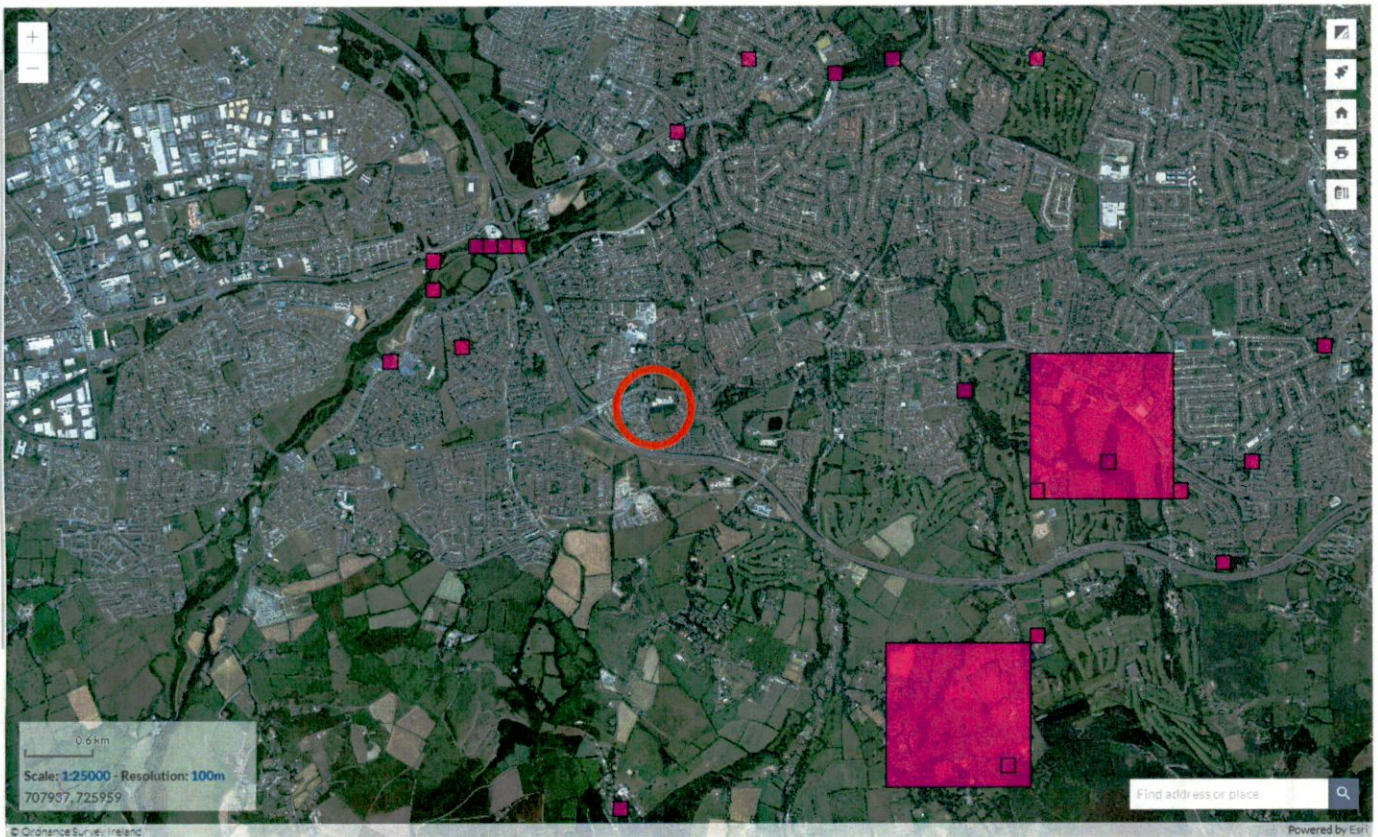 +
−
0.6 km
Scale: 1:25000 - Resolution: 100m
707937, 725959
Find address or place
© Ordnance Survey Ireland
Powered by Esri